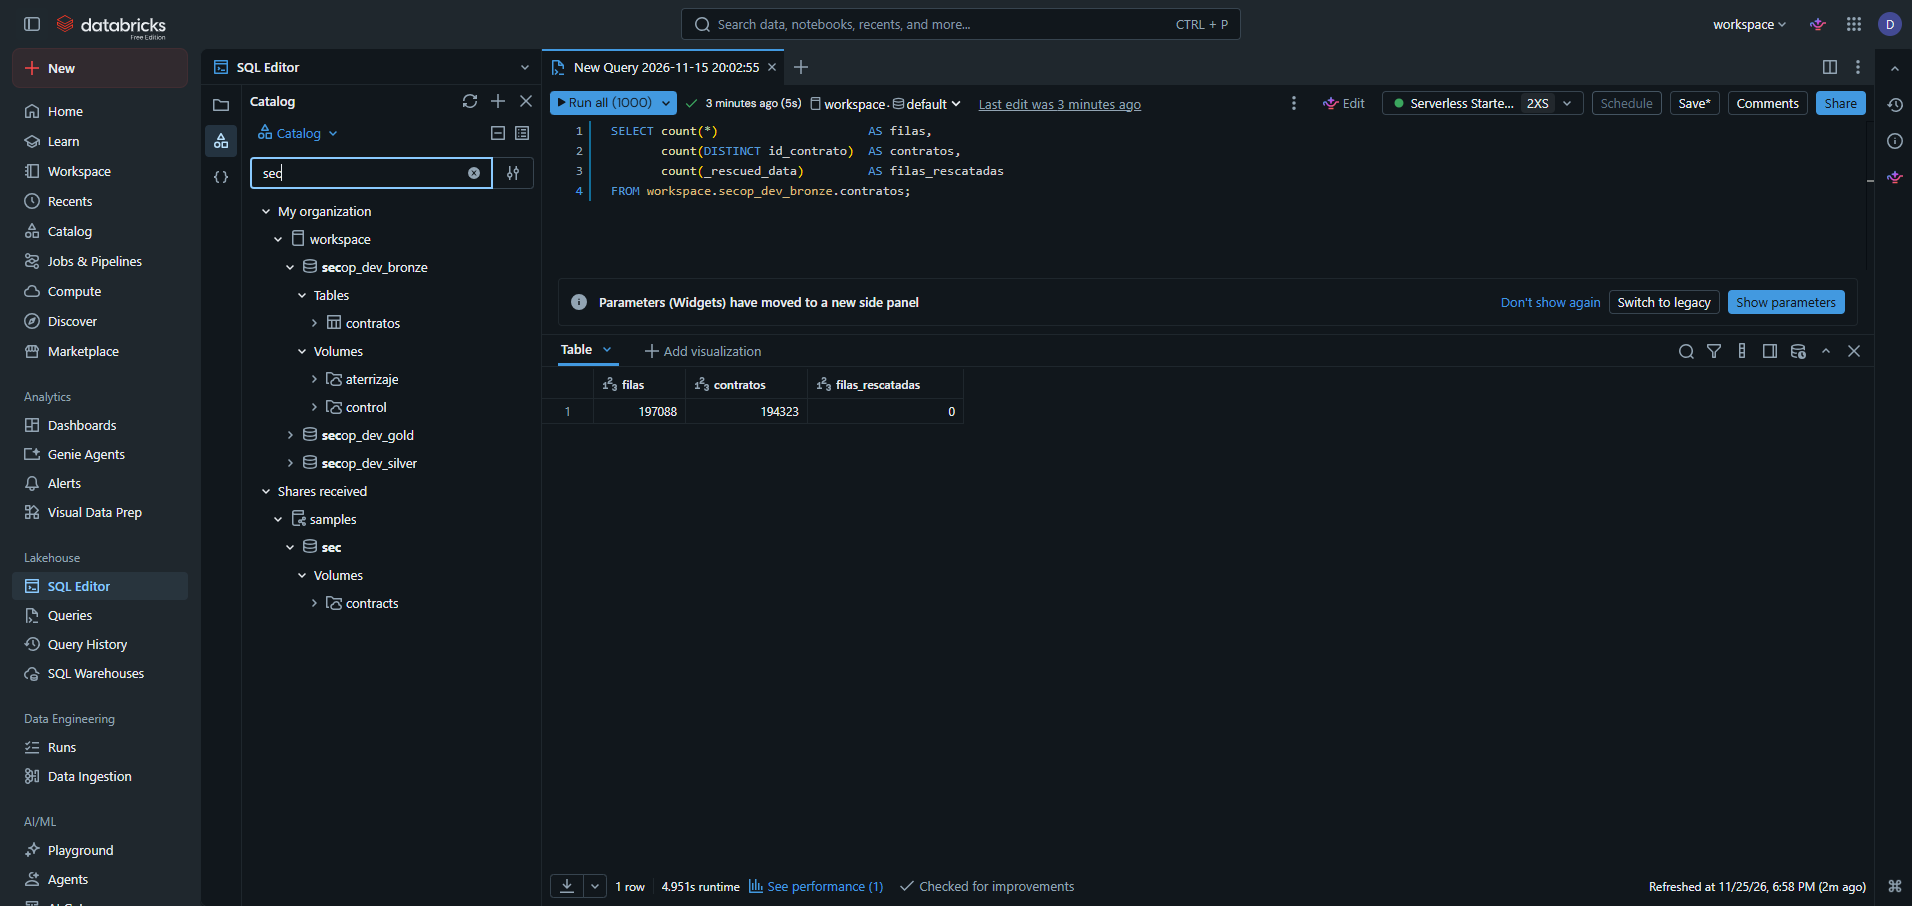 databricks
Free Edition
Search data, notebooks, recents, and more...
CTRL + P
workspace
D
New
Home
Learn
Workspace
Recents
Catalog
Jobs & Pipelines
Compute
Discover
Marketplace
Analytics
Dashboards
Genie Agents
Alerts
Visual Data Prep
Lakehouse
SQL Editor
Queries
Query History
SQL Warehouses
Data Engineering
Runs
Data Ingestion
AI/ML
Playground
Agents
SQL Editor
Catalog
Catalog
sec
My organization
workspace
secop_dev_bronze
Tables
contratos
Volumes
aterrizaje
control
secop_dev_gold
secop_dev_silver
Shares received
samples
sec
Volumes
contracts
New Query 2026-11-15 20:02:55
Run all (1000)
3 minutes ago (5s)
workspace.
default
Last edit was 3 minutes ago
Edit
Serverless Starte...
2XS
Schedule
Save*
Comments
Share
1 SELECT count(*) AS filas,
2 count(DISTINCT id_contrato) AS contratos,
3 count(_rescued_data) AS filas_rescatadas
4 FROM workspace.secop_dev_bronze.contratos;
Parameters (Widgets) have moved to a new side panel
Don't show again
Switch to legacy
Show parameters
Table
Add visualization
123 filas 123 contratos 123 filas_rescatadas
1 197088 194323 0
1 row
4.951s runtime
See performance (1)
Checked for improvements
Refreshed at 11/25/26, 6:58 PM (2m ago)